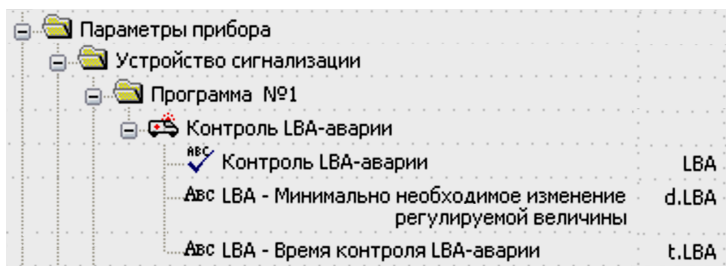 Параметры прибора
Устройство сигнализации
Программа №1
Контроль LBA-аварии
Контроль LBA-аварии LBA
LBA - Минимально необходимое изменение d.LBA
регулируемой величины
LBA - Время контроля LBA-аварии t.LBA